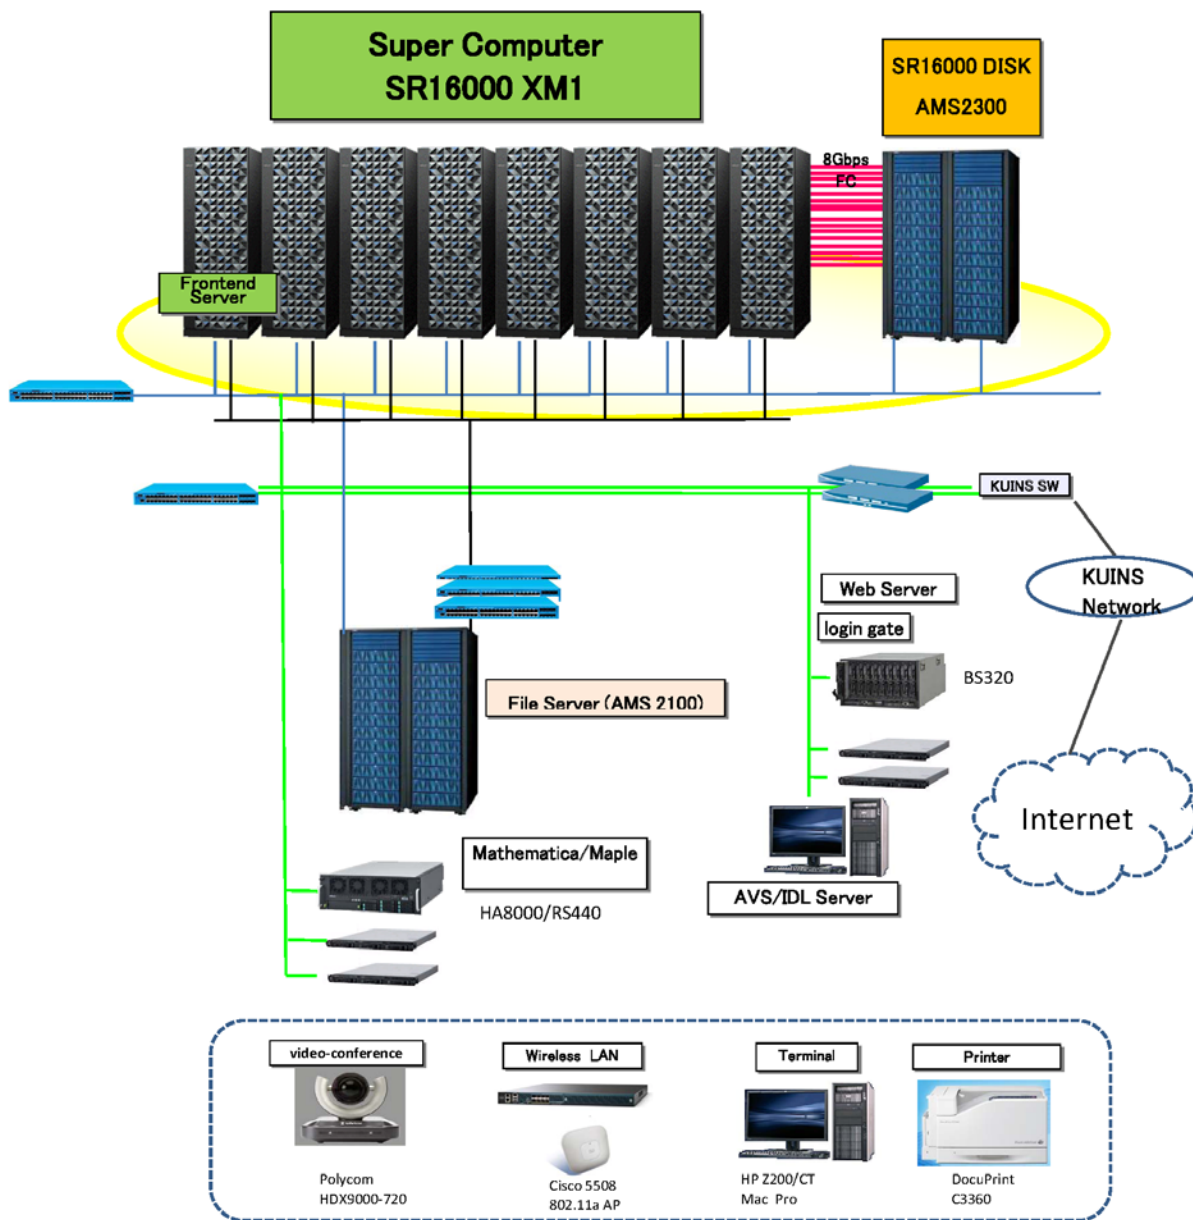 Super Computer
SR16000 XM1
SR16000 DISK
AMS2300
8Gbps
FC
Frontend
Server
KUINS SW
KUINS
Network
Web Server
login gate
BS320
File Server (AMS 2100)
Internet
Mathematica/Maple
HA8000/RS440
AVS/IDL Server
video-conference
Wireless LAN
Terminal
Printer
Polycom
HDX9000-720
Cisco 5508
802.11a AP
HP Z200/CT
Mac Pro
DocuPrint
C3360